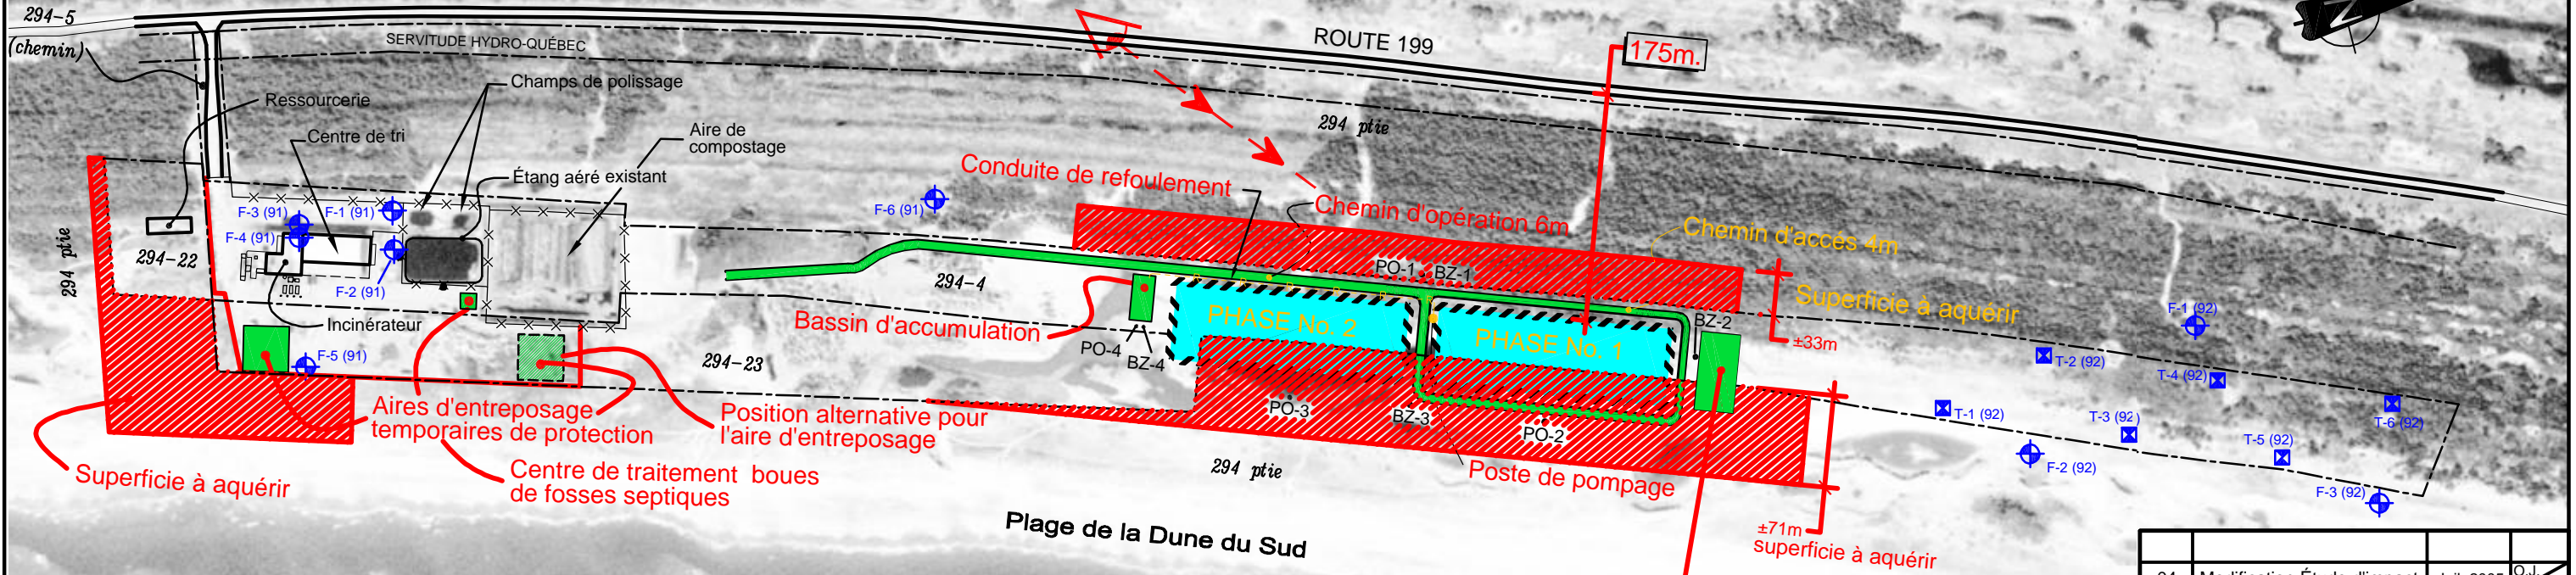 294-5
(chemin)
SERVITUDE HYDRO-QUÉBEC
ROUTE 199
175m.
Champs de polissage
Ressourcerie
Centre de tri
Aire de
compostage
Étang aéré existant
294 ptie
Conduite de refoulement
Chemin d'opération 6m
Chemin d'accés 4m
F-3 (91)
F-1 (91)
F-4 (91)
F-6 (91)
294 ptie
294-22
F-2 (91)
294-4
PO-1
BZ-1
Superficie à aquérir
±33m
Incinérateur
Bassin d'accumulation
PHASE No. 2
PHASE No. 1
BZ-2
F-1 (92)
F-5 (91)
294-23
PO-4
BZ-4
T-2 (92)
T-4 (92)
Aires d'entreposage
temporaires de protection
Position alternative pour
l'aire d'entreposage
PO-3
BZ-3
PO-2
T-1 (92)
T-3 (92)
T-6 (92)
T-5 (92)
F-2 (92)
F-3 (92)
Superficie à aquérir
Centre de traitement boues
de fosses septiques
294 ptie
Poste de pompage
Plage de la Dune du Sud
±71m
superficie à aquérir
O.J.